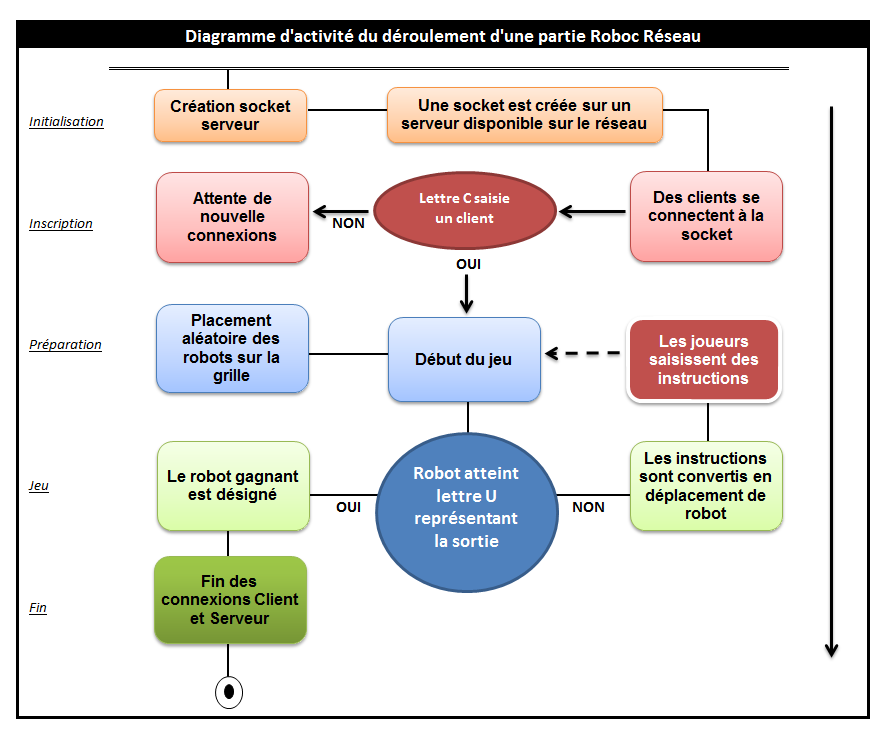 Diagramme d'activité du déroulement d'une partie Roboc Réseau
Initialisation
Création socket
serveur
Une socket est créée sur un
serveur disponible sur le réseau
Inscription
Attente de
nouvelle
connexions
NON
Lettre C saisie
un client
Des clients se
connectent à la
socket
OUI
Préparation
Placement
aléatoire des
robots sur la
grille
Début du jeu
Les joueurs
saisissent des
instructions
Jeu
Le robot gagnant
est désigné
OUI
Robot atteint
lettre U
représentant
la sortie
NON
Les instructions
sont convertis en
déplacement de
robot
Fin
Fin des
connexions Client
et Serveur